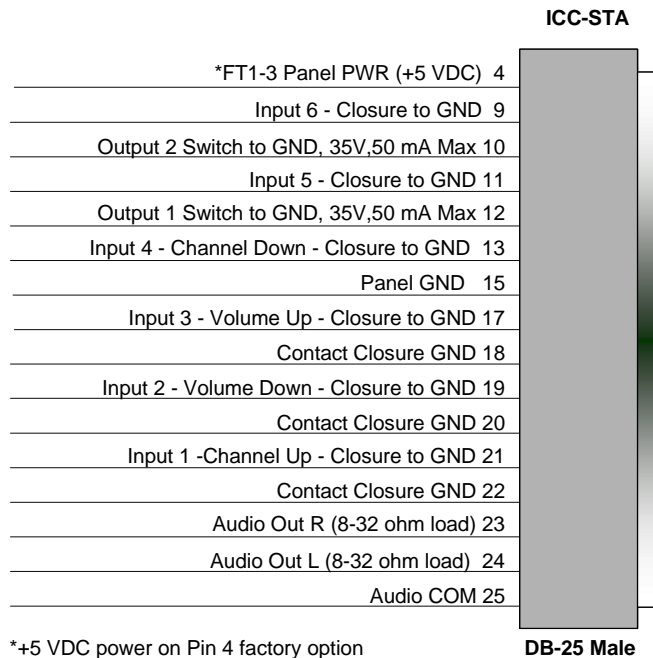 ICC-STA
*FT1-3 Panel PWR (+5 VDC) 4
Input 6 - Closure to GND 9
Output 2 Switch to GND, 35V,50 mA Max 10
Input 5 - Closure to GND 11
Output 1 Switch to GND, 35V,50 mA Max 12
Input 4 - Channel Down - Closure to GND 13
Panel GND 15
Input 3 - Volume Up - Closure to GND 17
Contact Closure GND 18
Input 2 - Volume Down - Closure to GND 19
Contact Closure GND 20
Input 1 -Channel Up - Closure to GND 21
Contact Closure GND 22
Audio Out R (8-32 ohm load) 23
Audio Out L (8-32 ohm load) 24
Audio COM 25
*+5 VDC power on Pin 4 factory option
DB-25 Male